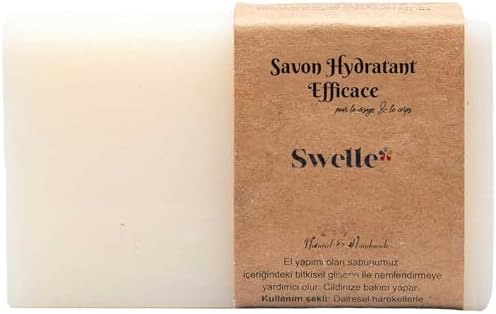 Savon Hydratant
Efficace
pour le visage & le corps
Swelle
Natural & Handmade
El yapımı olan sabunumuz
içeriğindeki bitkisel gliserin ile nemlendirmeye
yardımcı olur. Cildinize bakım yapar.
Kullanım şekli: Dairesel hareketlerle